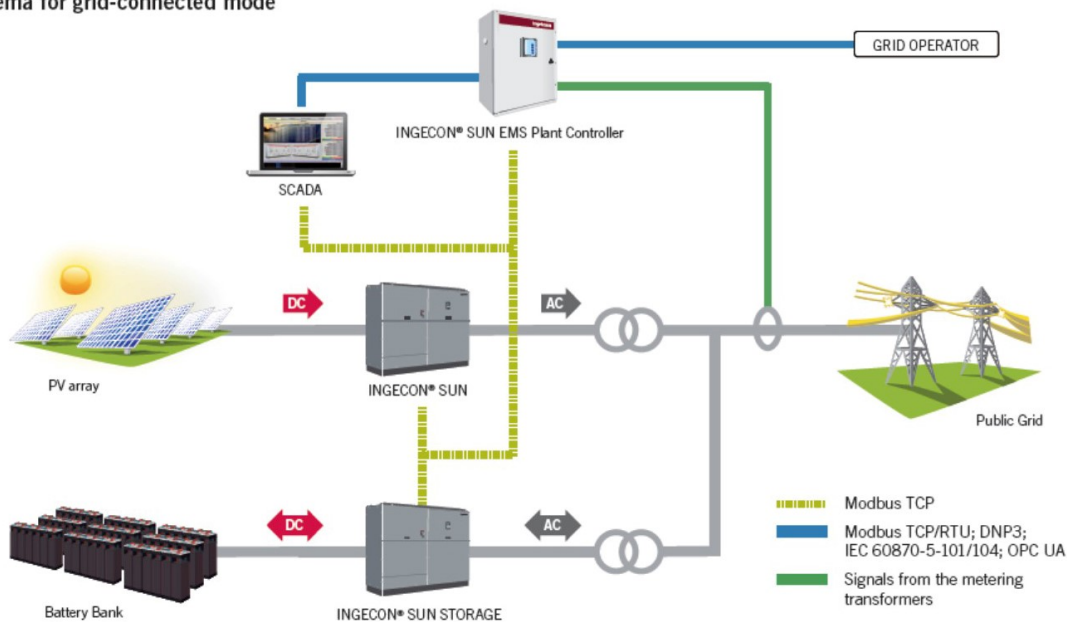 ema for grid-connected mode
GRID OPERATOR
INGECON® SUN EMS Plant Controller
SCADA
DC
AC
PV array
INGECON® SUN
Public Grid
DC
AC
Battery Bank
INGECON® SUN STORAGE
Modbus TCP
Modbus TCP/RTU; DNP3;
IEC 60870-5-101/104; OPC UA
Signals from the metering
transformers